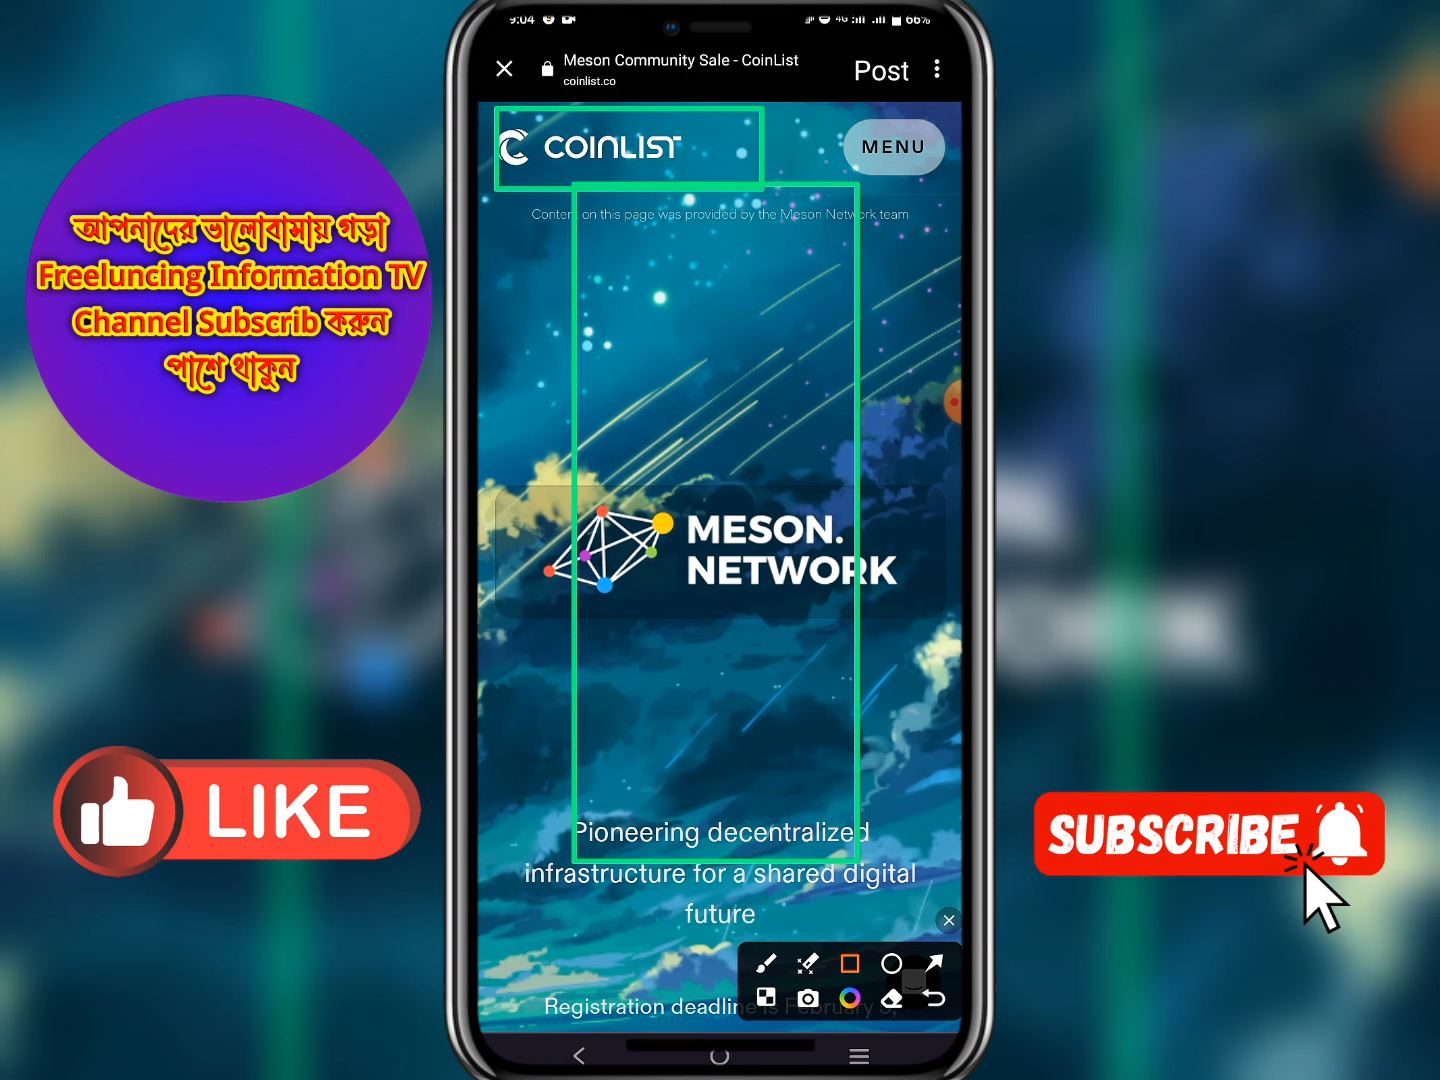 9:04
4G
66%
Meson Community Sale - CoinList
coinlist.co
Post
COINLIST
MENU
Content on this page was provided by the Meson Network team
আপনাদের ভালোবামায় গড়া
Freeluncing Information TV
Channel Subscrib করুন
পাশে থাকুন
MESON.
NETWORK
LIKE
SUBSCRIBE
Pioneering decentralized
infrastructure for a shared digital
future
Registration deadline is February 5,